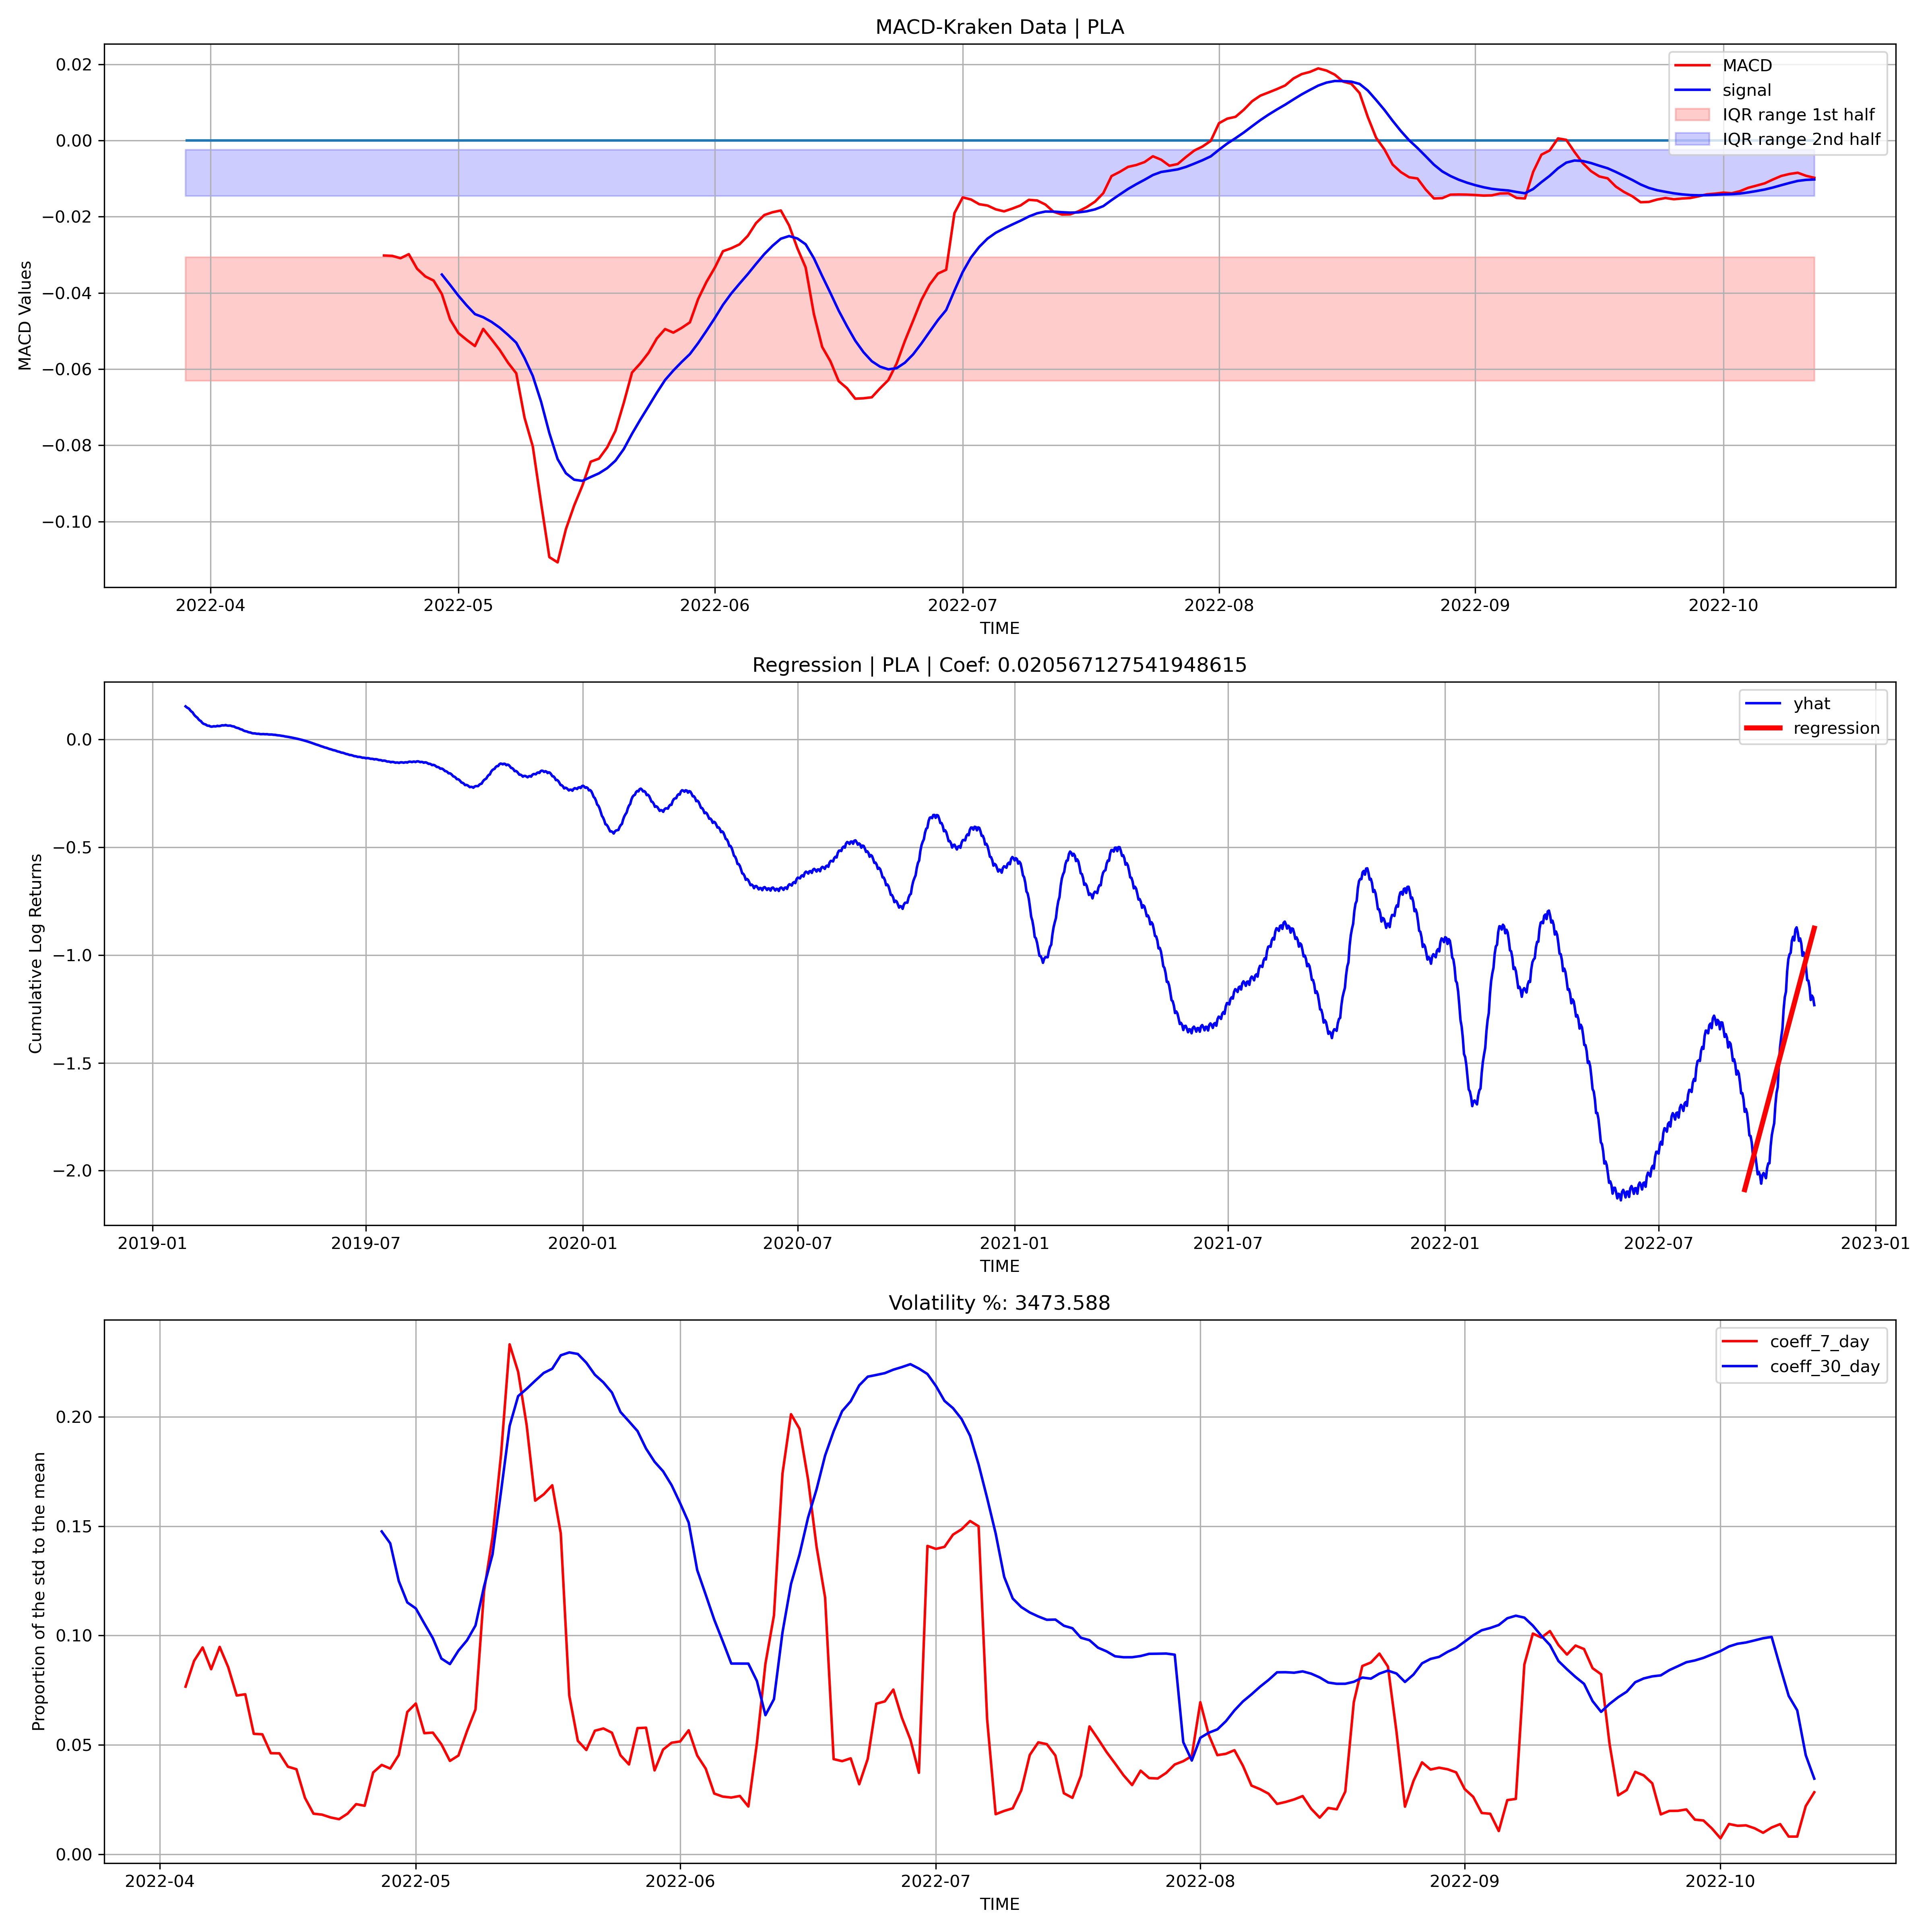 MACD-Kraken Data | PLA
MACD
signal
IQR range 1st half
IQR range 2nd half
0.02
0.00
−0.02
−0.04
−0.06
−0.08
−0.10
MACD Values
2022-04 2022-05 2022-06 2022-07 2022-08 2022-09 2022-10
TIME
Regression | PLA | Coef: 0.020567127541948615
yhat
regression
0.0
−0.5
−1.0
−1.5
−2.0
Cumulative Log Returns
2019-01 2019-07 2020-01 2020-07 2021-01 2021-07 2022-01 2022-07 2023-01
TIME
Volatility %: 3473.588
coeff_7_day
coeff_30_day
0.20
0.15
0.10
0.05
0.00
Proportion of the std to the mean
2022-04 2022-05 2022-06 2022-07 2022-08 2022-09 2022-10
TIME